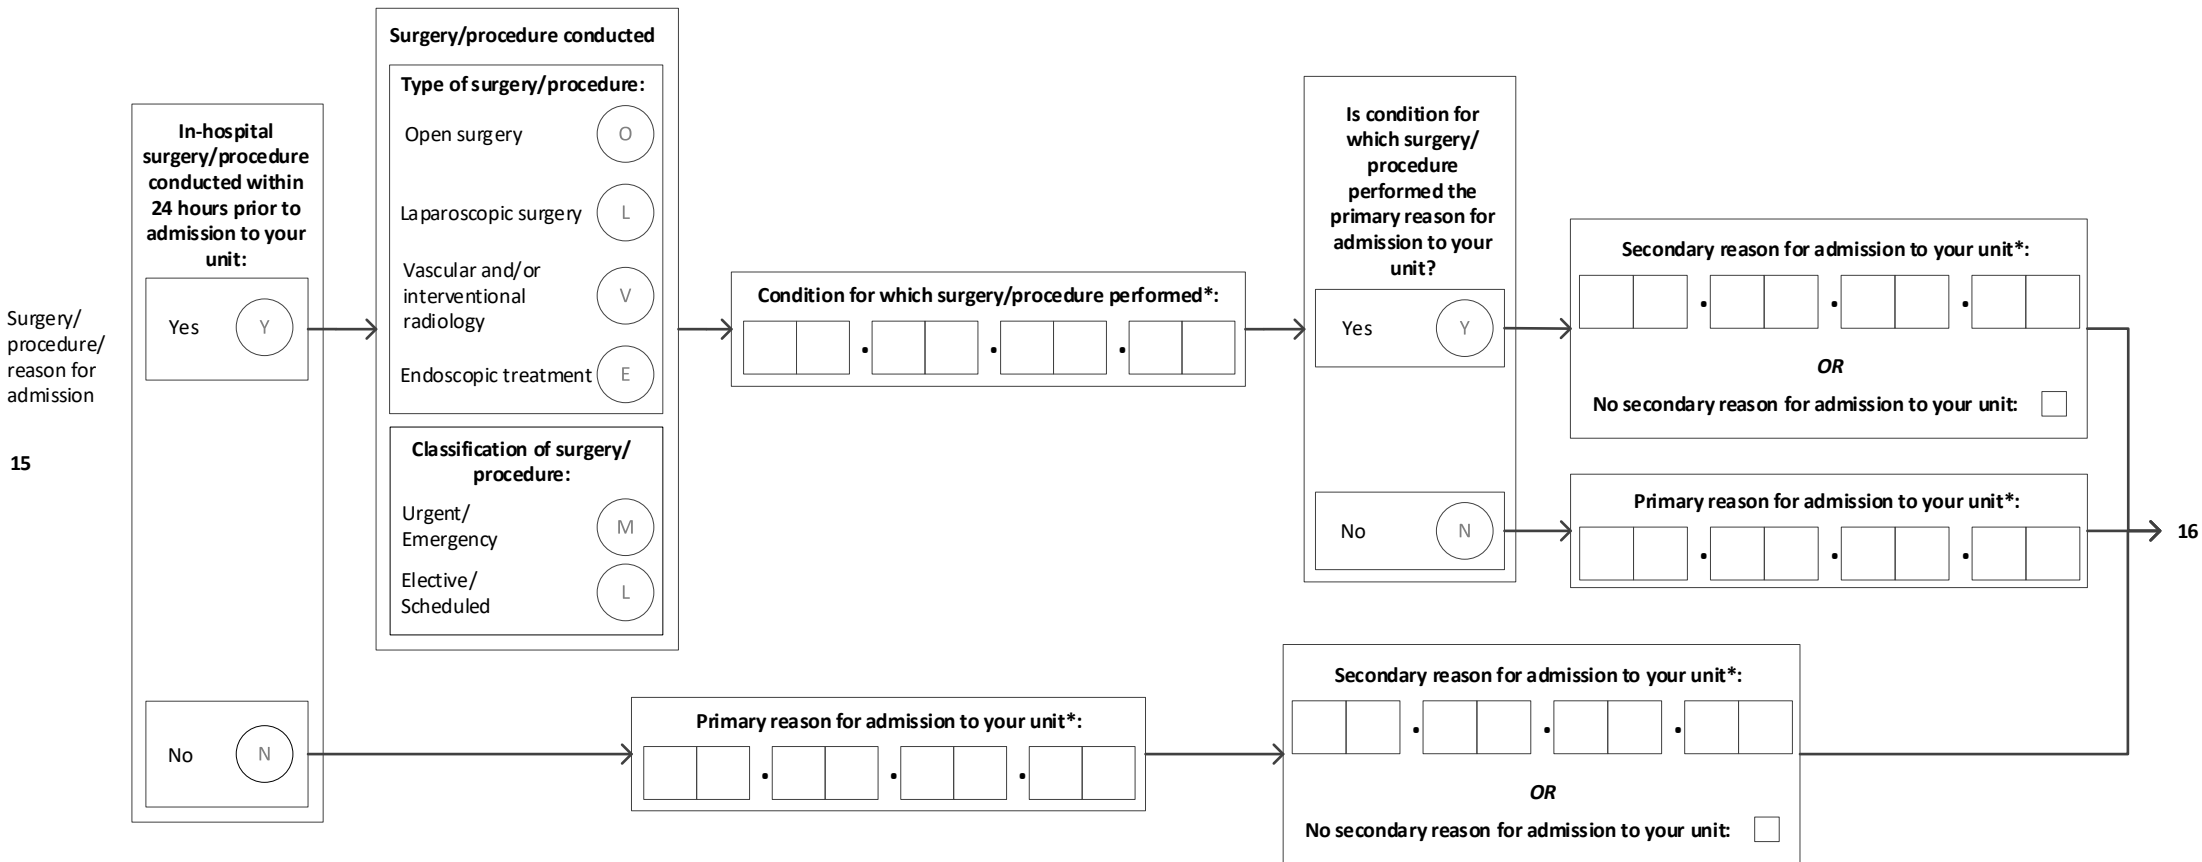 Surgery/
procedure/
reason for
admission
15
In-hospital
surgery/procedure
conducted within
24 hours prior to
admission to your
unit:
Yes Y
No N
Surgery/procedure conducted
Type of surgery/procedure:
Open surgery O
Laparoscopic surgery L
Vascular and/or
interventional
radiology V
Endoscopic treatment E
Classification of surgery/
procedure:
Urgent/
Emergency M
Elective/
Scheduled L
Condition for which surgery/procedure performed*:
. . .
Is condition for
which surgery/
procedure
performed the
primary reason for
admission to your
unit?
Yes Y
No N
Secondary reason for admission to your unit*:
. . .
OR
No secondary reason for admission to your unit:
Primary reason for admission to your unit*:
. . .
16
Primary reason for admission to your unit*:
. . .
Secondary reason for admission to your unit*:
. . .
OR
No secondary reason for admission to your unit: